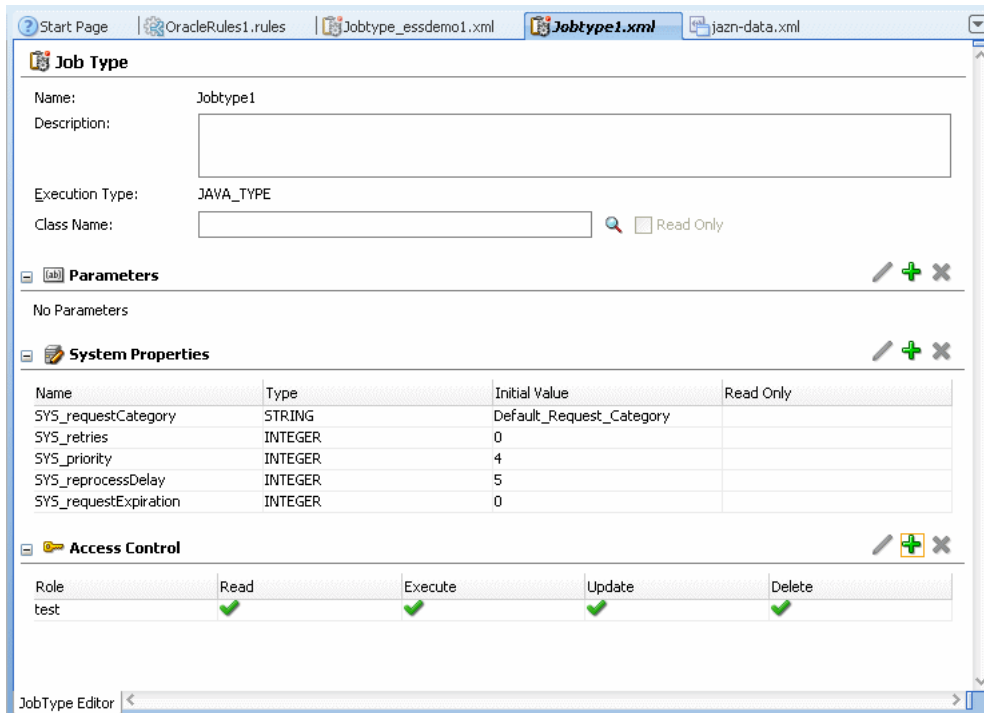 Start Page OracleRules1.rules Jobtype_essdemo1.xml Jobtype1.xml jazn-data.xml
Job Type
Name: Jobtype1
Description:
Execution Type: JAVA_TYPE
Class Name: Read Only
Parameters
No Parameters
System Properties
Name Type Initial Value Read Only
SYS_requestCategory STRING Default_Request_Category
SYS_retries INTEGER 0
SYS_priority INTEGER 4
SYS_reprocessDelay INTEGER 5
SYS_requestExpiration INTEGER 0
Access Control
Role Read Execute Update Delete
test
JobType Editor